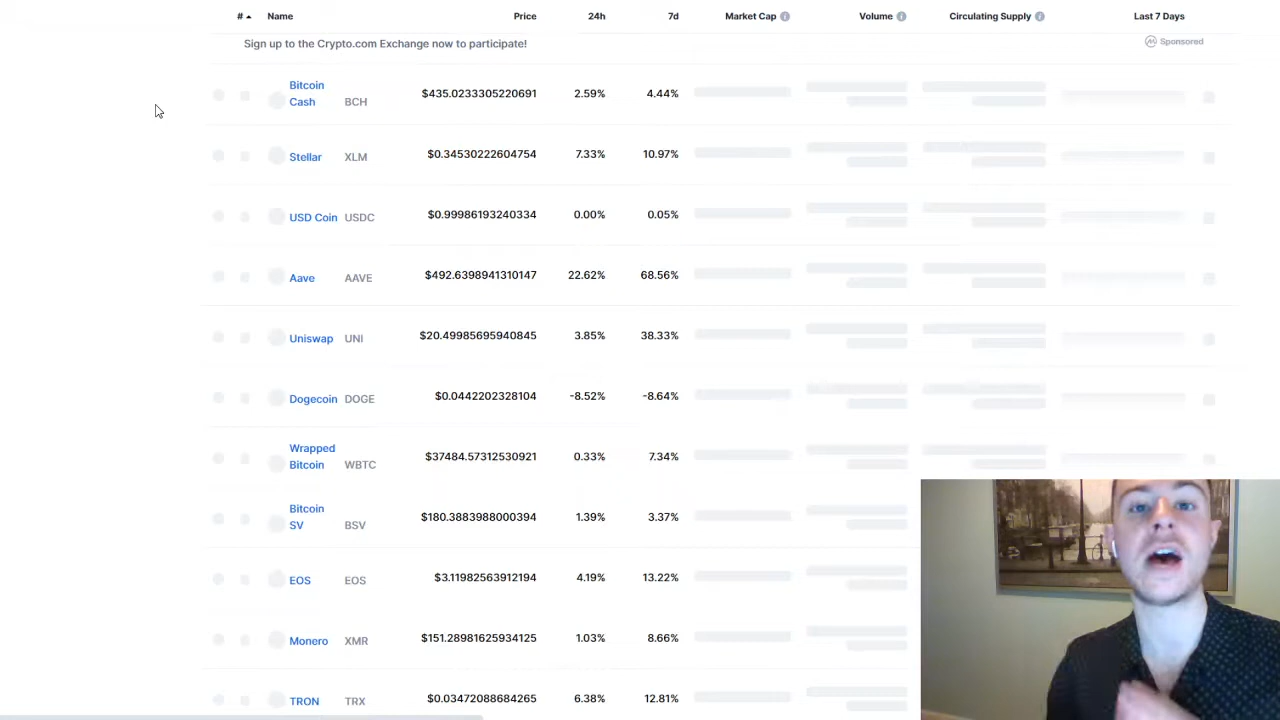 # Name Price 24h 7d Market Cap Volume Circulating Supply Last 7 Days
Sign up to the Crypto.com Exchange now to participate! Sponsored
Bitcoin Cash BCH $435.0233305220691 2.59% 4.44%
Stellar XLM $0.34530222604754 7.33% 10.97%
USD Coin USDC $0.99986193240334 0.00% 0.05%
Aave AAVE $492.6398941310147 22.62% 68.56%
Uniswap UNI $20.49985695940845 3.85% 38.33%
Dogecoin DOGE $0.0442202328104 -8.52% -8.64%
Wrapped Bitcoin WBTC $37484.57312530921 0.33% 7.34%
Bitcoin SV BSV $180.3883988000394 1.39% 3.37%
EOS EOS $3.11982563912194 4.19% 13.22%
Monero XMR $151.28981625934125 1.03% 8.66%
TRON TRX $0.03472088684265 6.38% 12.81%